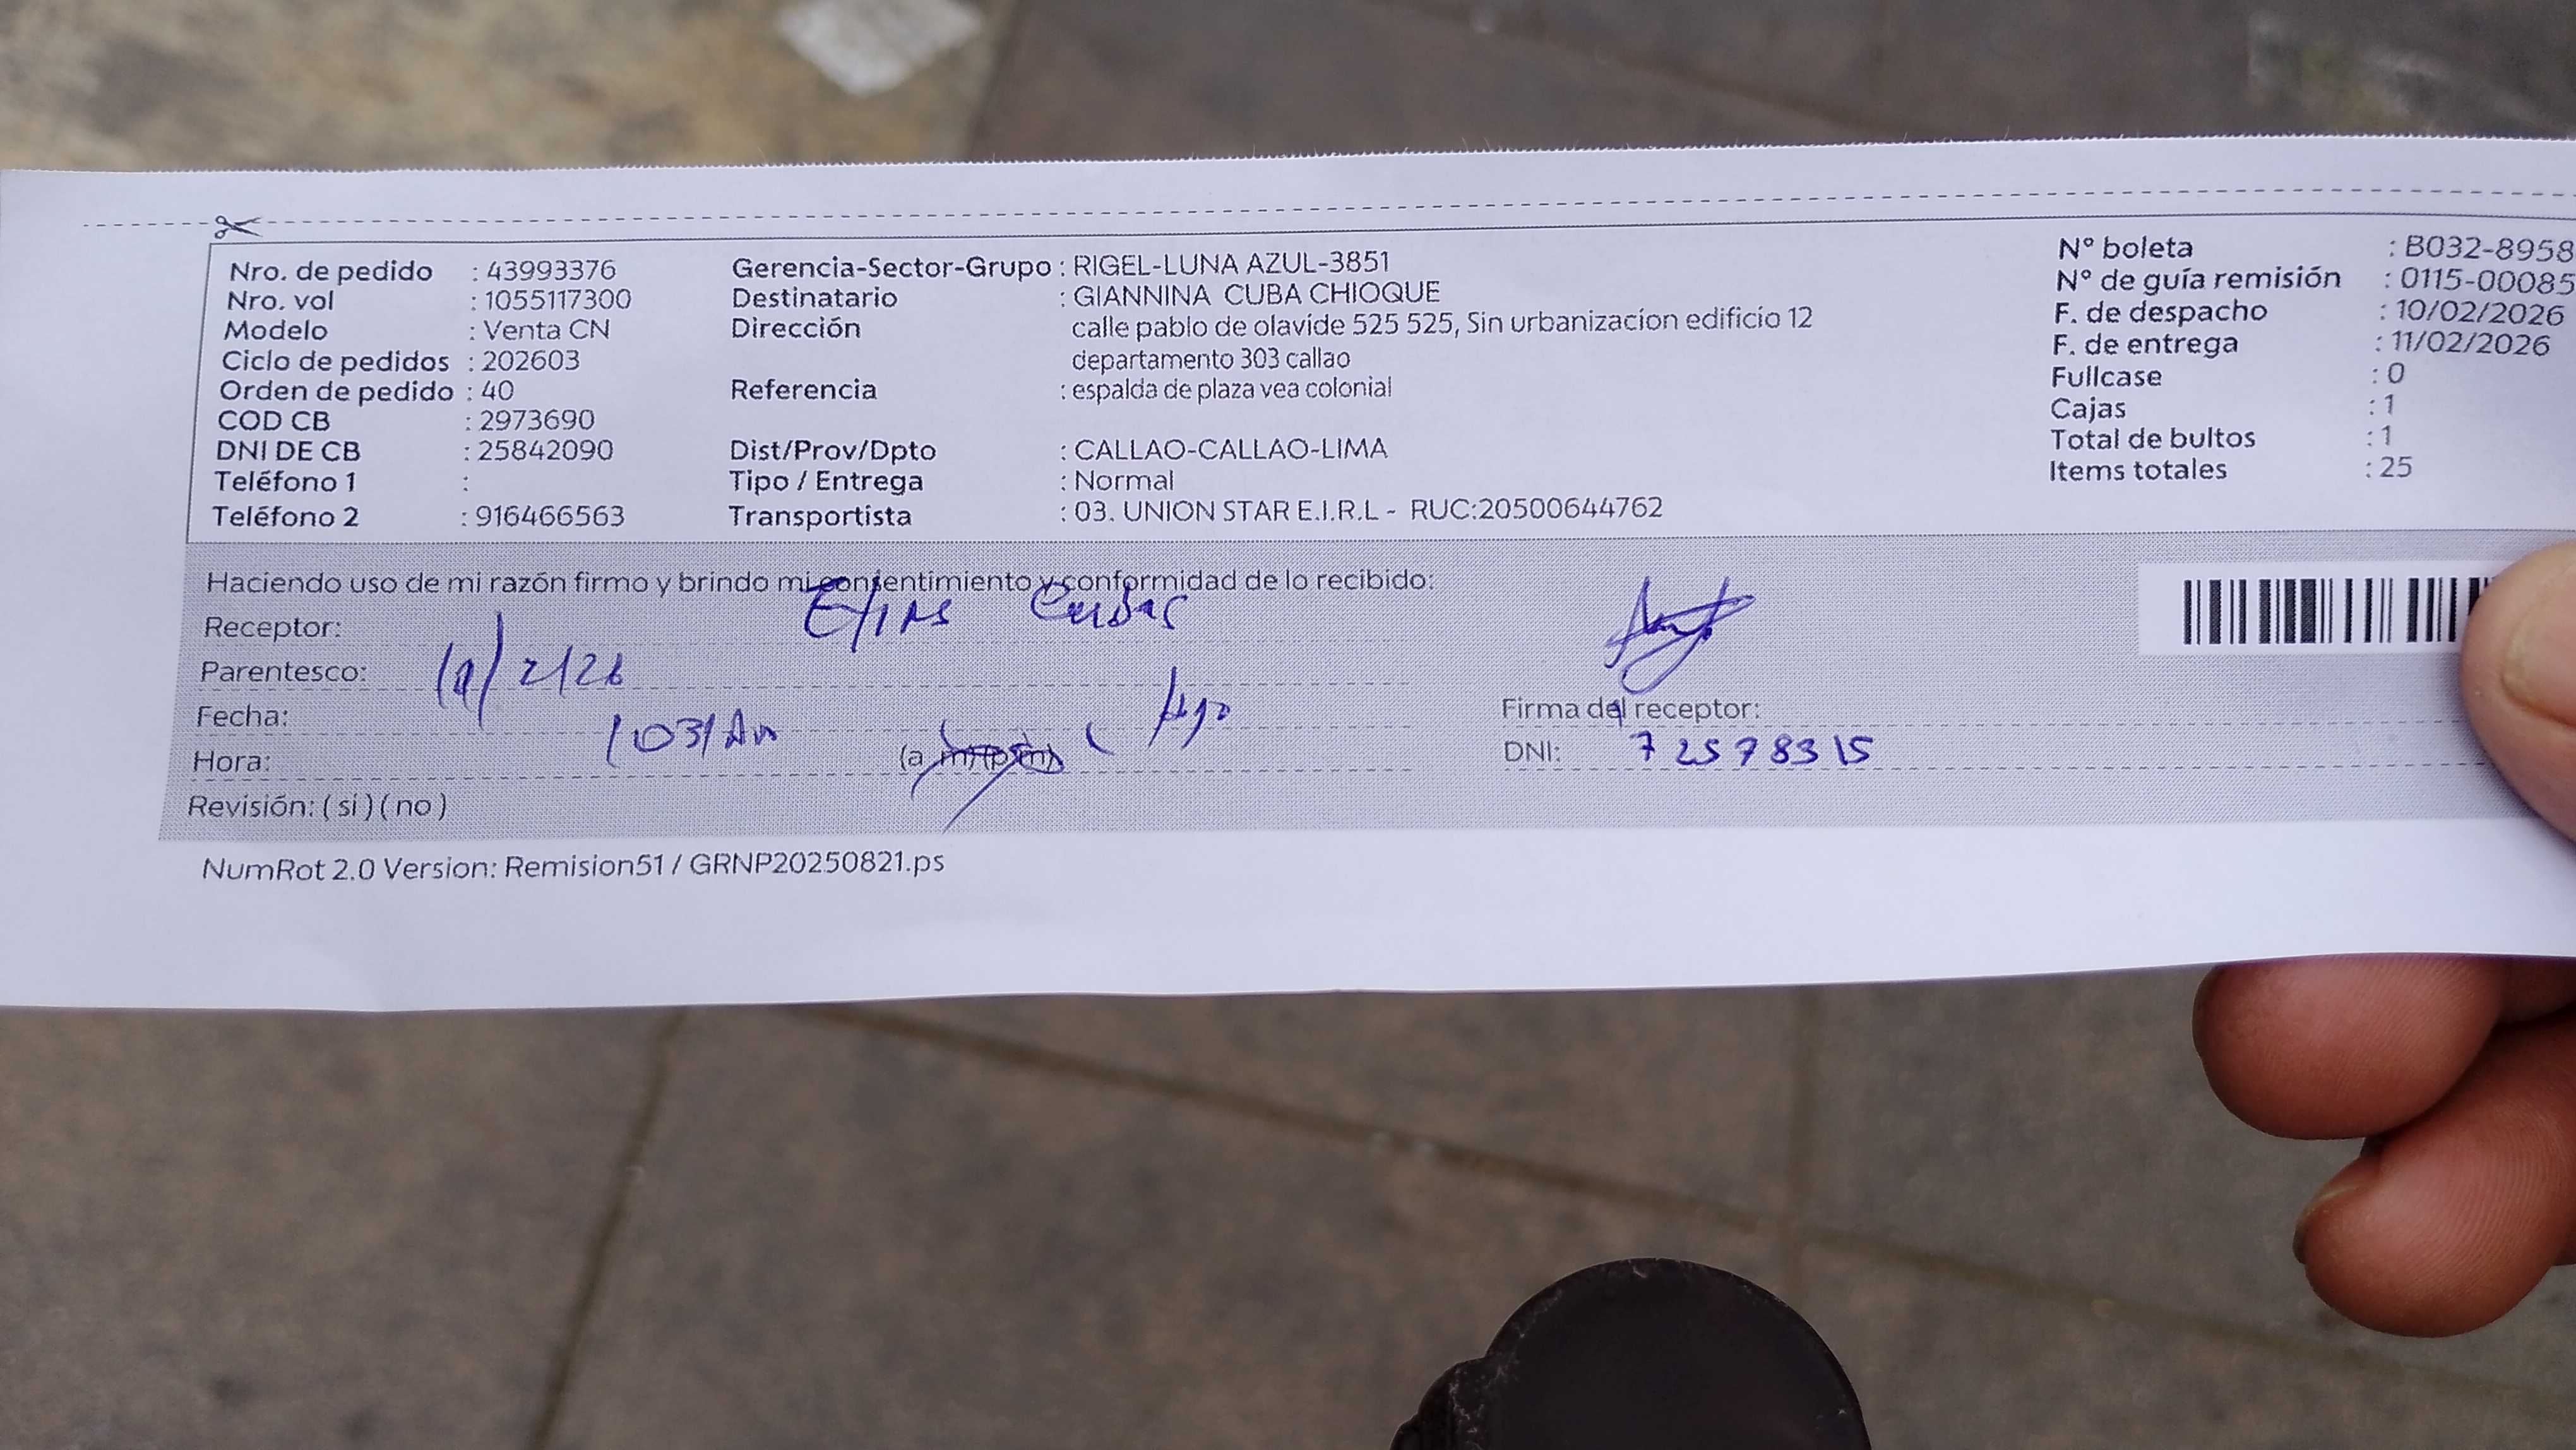 Nro. de pedido : 43993376 Gerencia-Sector-Grupo : RIGEL-LUNA AZUL-3851 N° boleta : B032-8958
Nro. vol : 1055117300 Destinatario : GIANNINA CUBA CHIOQUE N° de guía remisión : 0115-00085
Modelo : Venta CN Dirección calle pablo de olavide 525 525, Sin urbanizacion edificio 12 F. de despacho : 10/02/2026
Ciclo de pedidos : 202603 departamento 303 callao F. de entrega : 11/02/2026
Orden de pedido : 40 Referencia : espalda de plaza vea colonial Fullcase : 0
COD CB : 2973690 Cajas : 1
DNI DE CB : 25842090 Dist/Prov/Dpto : CALLAO-CALLAO-LIMA Total de bultos : 1
Teléfono 1 : Tipo / Entrega : Normal Items totales : 25
Teléfono 2 : 916466563 Transportista : 03. UNION STAR E.I.R.L - RUC:20500644762
Haciendo uso de mi razón firmo y brindo mi consentimiento y conformidad de lo recibido:
Receptor: Elias
Parentesco:
Fecha: Firma del receptor:
Hora: DNI: 72578315
Revisión: ( si ) ( no )
NumRot 2.0 Version: Remision51 / GRNP20250821.ps